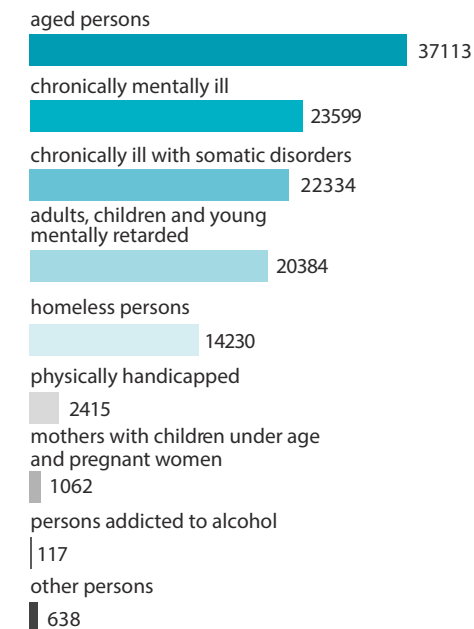 aged persons
37113
chronically mentally ill
23599
chronically ill with somatic disorders
22334
adults, children and young
mentally retarded
20384
homeless persons
14230
physically handicapped
2415
mothers with children under age
and pregnant women
1062
persons addicted to alcohol
117
other persons
638